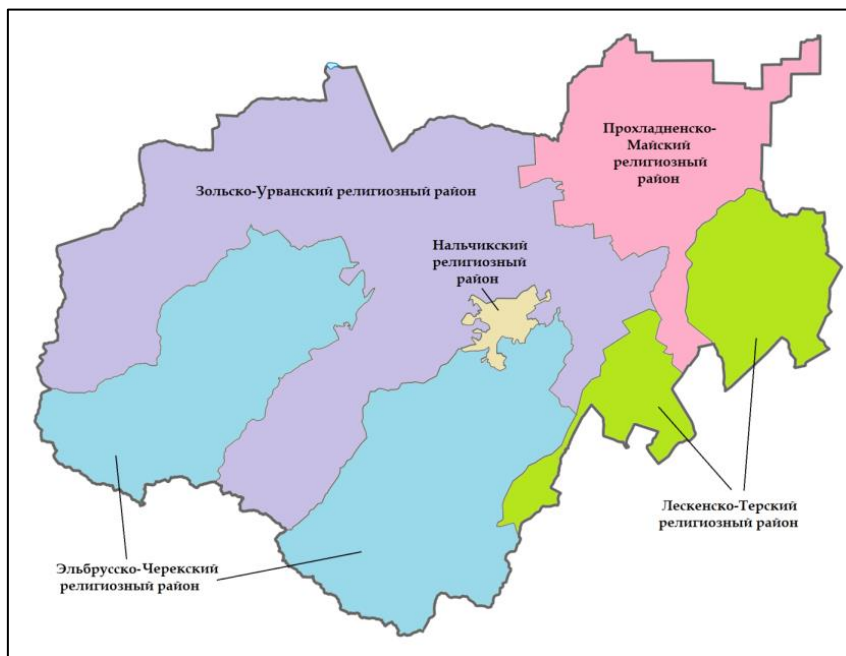 Прохладненско-
Майский
религиозный
район
Зольско-Урванский религиозный район
Нальчикский
религиозный
район
Лескенско-Терский
религиозный район
Эльбрусско-Черекский
религиозный район